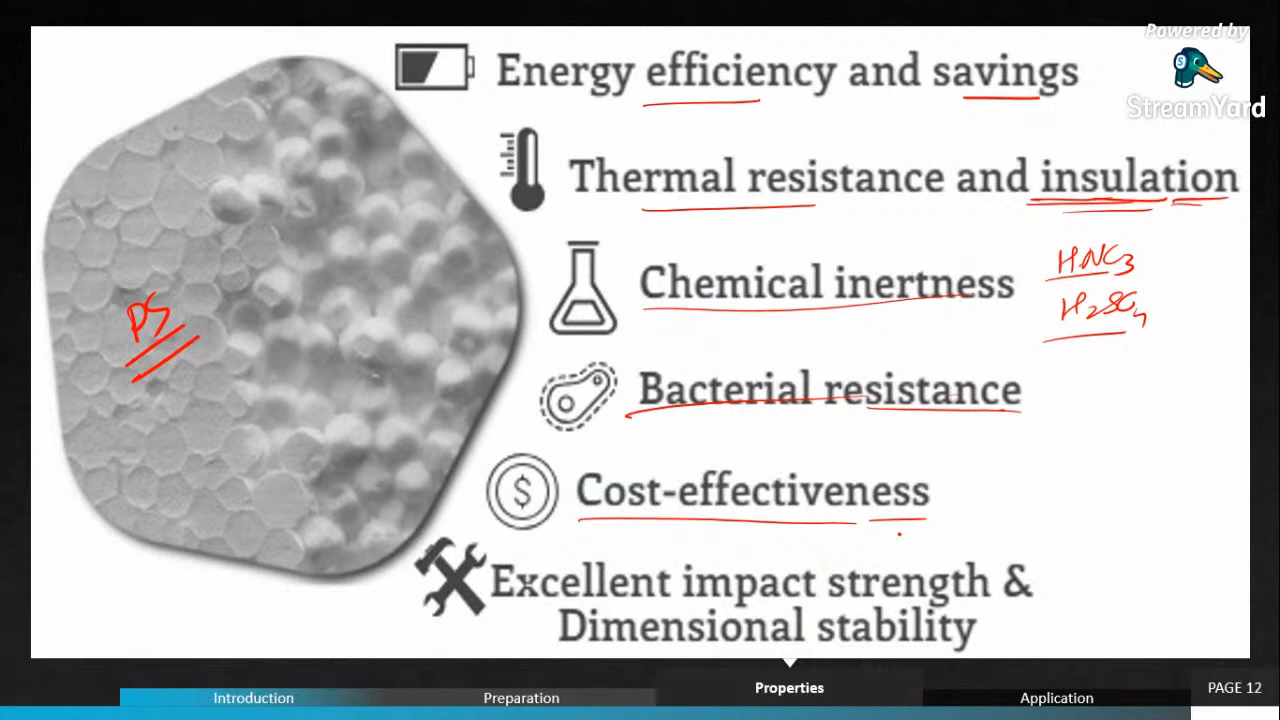 Powered by
StreamYard
Energy efficiency and savings
Thermal resistance and insulation
Chemical inertness
HNO3
H2SO4
Bacterial resistance
PS
$
Cost-effectiveness
Excellent impact strength &
Dimensional stability
Introduction
Preparation
Properties
Application
PAGE 12